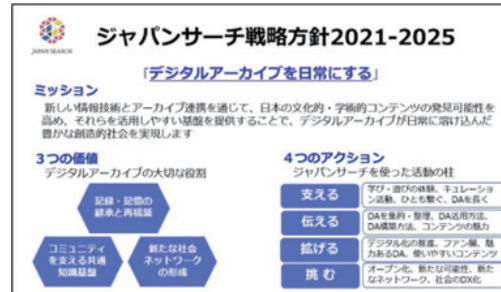 JAPAN SEARCH
ジャパンサーチ戦略方針2021-2025
「デジタルアーカイブを日常にする」
ミッション
新しい情報技術とアーカイブ連携を通じて、日本の文化的・学術的コンテンツの発見可能性を
高め、それらを活用しやすい基盤を提供することで、デジタルアーカイブが日常に溶け込んだ
豊かな創造的社会を実現します
3つの価値
デジタルアーカイブの大切な役割
記録・記憶の
継承と再構築
コミュニティ
を支える共通
知識基盤
新たな社会
ネットワーク
の形成
4つのアクション
ジャパンサーチを使った活動の柱
支える
学び・遊びの体験、キュレーショ
ン活動、ひとも繋ぐ、DAを長く
伝える
DAを集約・整理、DA活用方法、
DA構築方法、コンテンツの魅力
拡げる
デジタル化の推進、ファン層、魅
力あるDA、使いやすいコンテンツ
挑む
オープン化、新たな可能性、新た
なネットワーク、社会のDX化